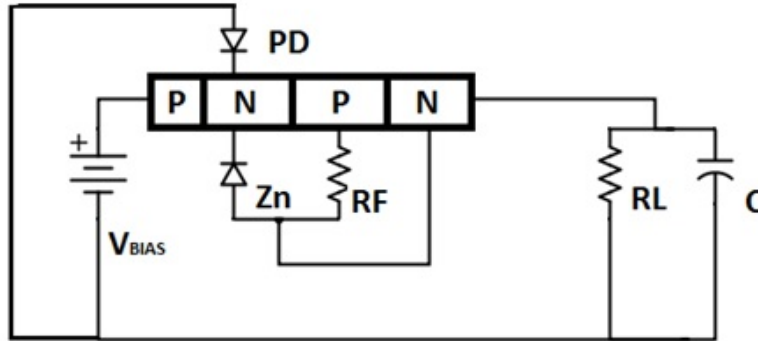 PD
P N P N
+
Zn RF RL C
VBIAS